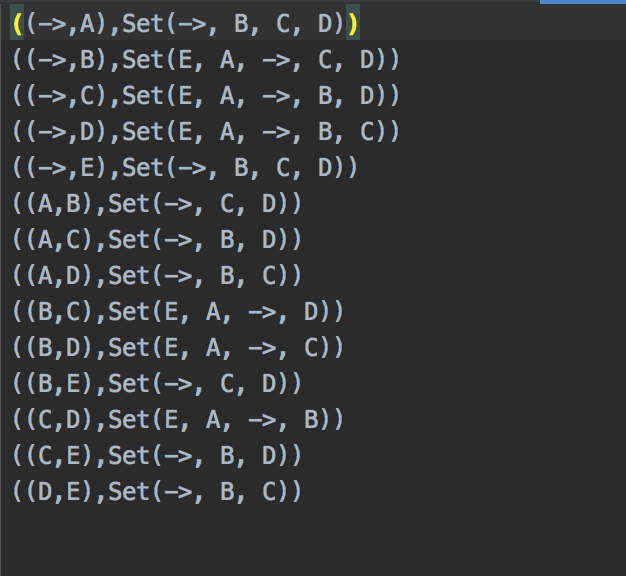 ((->,A),Set(->, B, C, D))
((->,B),Set(E, A, ->, C, D))
((->,C),Set(E, A, ->, B, D))
((->,D),Set(E, A, ->, B, C))
((->,E),Set(->, B, C, D))
((A,B),Set(->, C, D))
((A,C),Set(->, B, D))
((A,D),Set(->, B, C))
((B,C),Set(E, A, ->, D))
((B,D),Set(E, A, ->, C))
((B,E),Set(->, C, D))
((C,D),Set(E, A, ->, B))
((C,E),Set(->, B, D))
((D,E),Set(->, B, C))